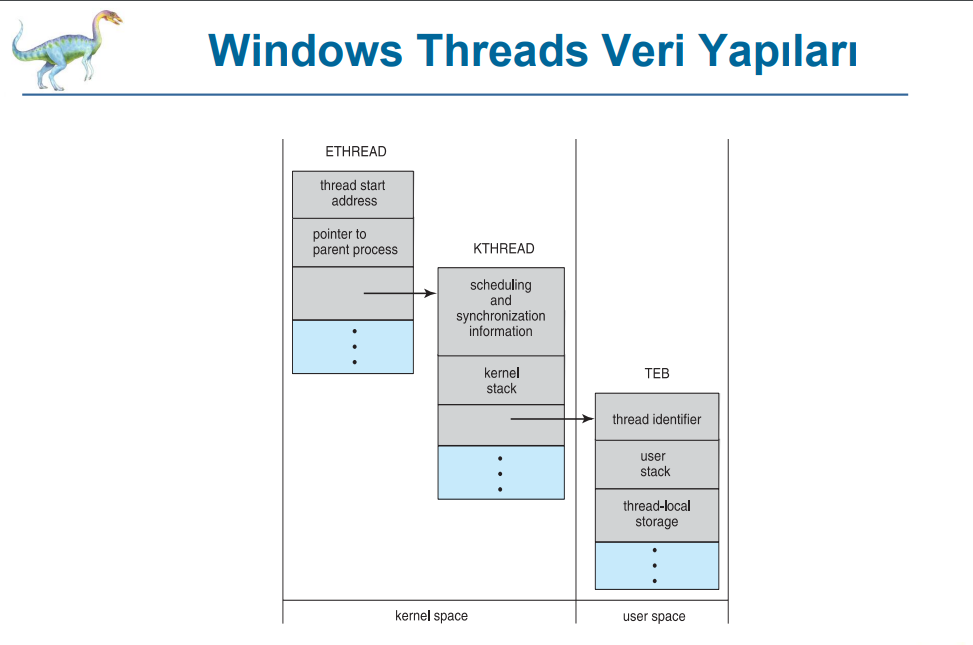 Windows Threads Veri Yapıları
ETHREAD
thread start
address
pointer to
parent process
KTHREAD
scheduling
and
synchronization
information
kernel
stack
TEB
thread identifier
user
stack
thread-local
storage
kernel space
user space